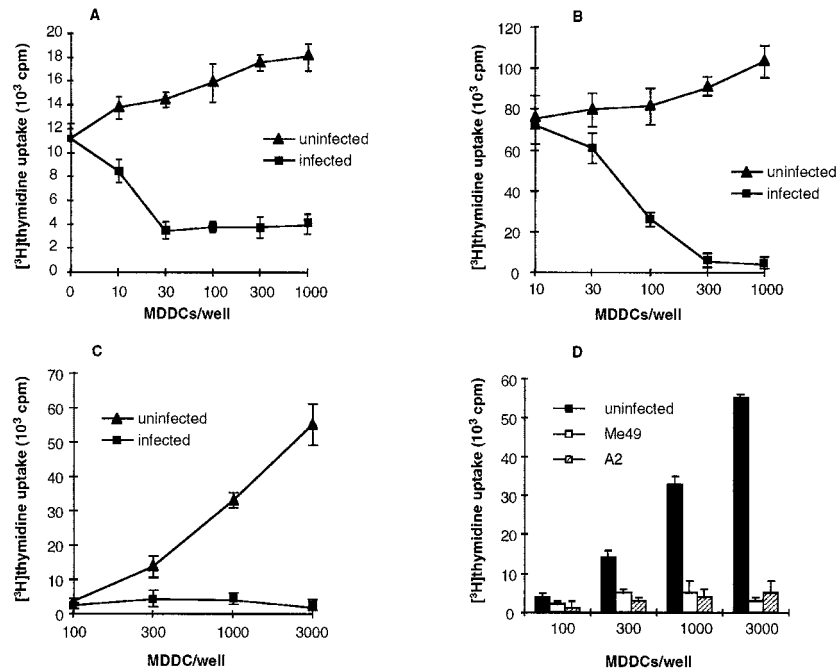 A
[³H]thymidine uptake (10³ cpm)
20
18
16
14
12
10
8
6
4
2
0
uninfected
infected
0 10 30 100 300 1000
MDDCs/well
B
[³H]thymidine uptake (10³ cpm)
120
100
80
60
40
20
0
uninfected
infected
10 30 100 300 1000
MDDCs/well
C
[³H]thymidine uptake (10³ cpm)
70
60
50
40
30
20
10
0
uninfected
infected
100 300 1000 3000
MDDC/well
D
[³H]thymidine uptake (10³ cpm)
60
50
40
30
20
10
0
uninfected
Me49
A2
100 300 1000 3000
MDDCs/well